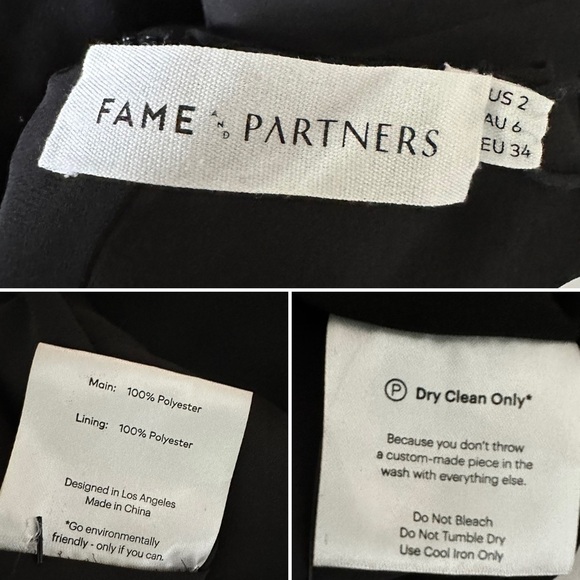 FAME AND PARTNERS
US 2
AU 6
EU 34
Main: 100% Polyester
Lining: 100% Polyester
Designed in Los Angeles
Made in China
*Go environmentally
friendly - only if you can.
P Dry Clean Only*
Because you don't throw
a custom-made piece in the
wash with everything else.
Do Not Bleach
Do Not Tumble Dry
Use Cool Iron Only